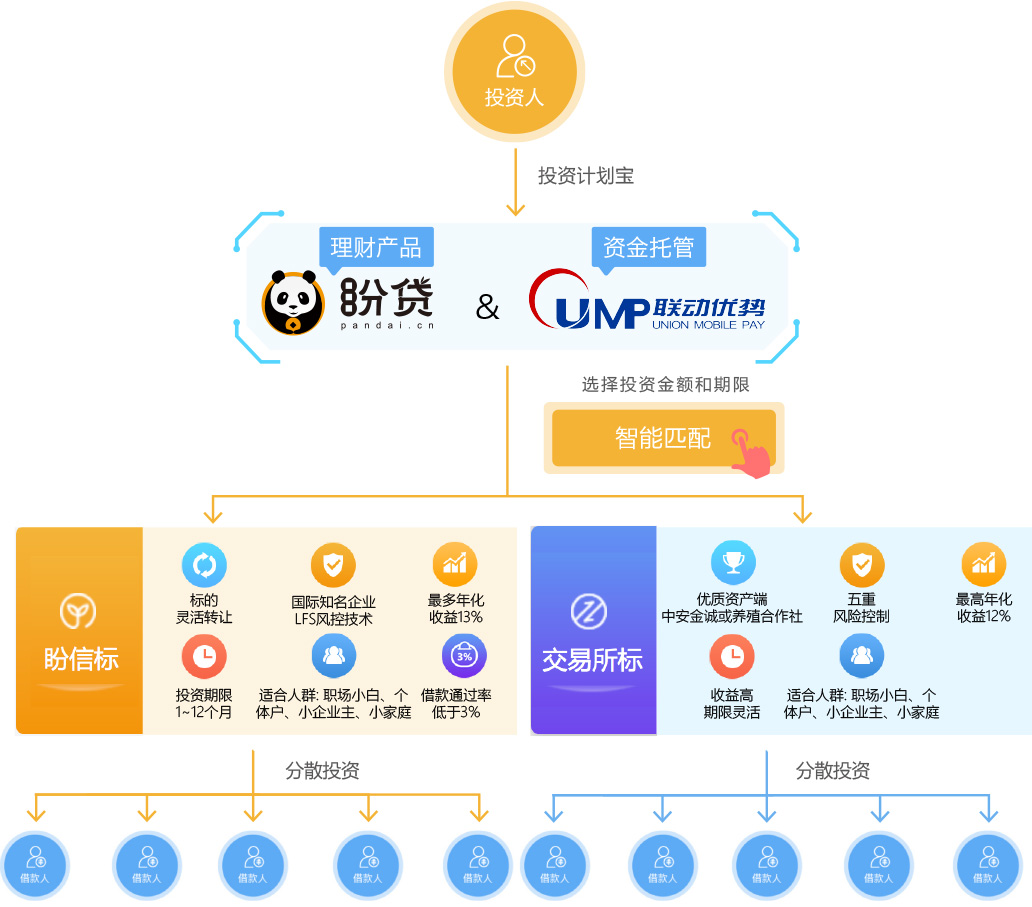 投资人
投资计划宝
理财产品
资金托管
盼贷
pandai.cn
&
UMP 联动优势
UNION MOBILE PAY
选择投资金额和期限
智能匹配
盼信标
标的
灵活转让
国际知名企业
LFS风控技术
最多年化
收益13%
投资期限
1~12个月
适合人群: 职场小白、个
体户、小企业主、小家庭
3%
借款通过率
低于3%
交易所标
优质资产端
中安金诚或养殖合作社
五重
风险控制
最高年化
收益12%
收益高
期限灵活
适合人群: 职场小白、个
体户、小企业主、小家庭
分散投资
分散投资
借款人
借款人
借款人
借款人
借款人
借款人
借款人
借款人
借款人
借款人